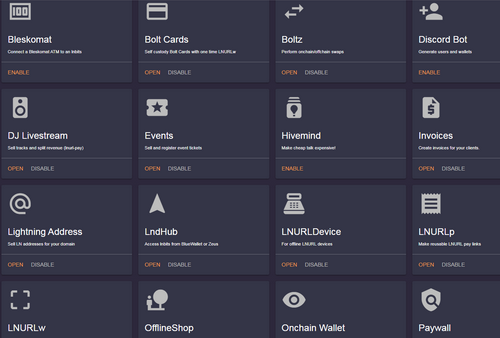 Bleskomat
Connect a Bleskomat ATM to an lnbits
ENABLE
Bolt Cards
Self custody Bolt Cards with one time LNURLw
OPEN DISABLE
Boltz
Perform onchain/offchain swaps
OPEN DISABLE
Discord Bot
Generate users and wallets
ENABLE
DJ Livestream
Sell tracks and split revenue (lnurl-pay)
OPEN DISABLE
Events
Sell and register event tickets
OPEN DISABLE
Hivemind
Make cheap talk expensive!
ENABLE
Invoices
Create invoices for your clients.
OPEN DISABLE
Lightning Address
Sell LN addresses for your domain
OPEN DISABLE
LndHub
Access lnbits from BlueWallet or Zeus
OPEN DISABLE
LNURLDevice
For offline LNURL devices
OPEN DISABLE
LNURLp
Make reusable LNURL pay links
OPEN DISABLE
LNURLw
OfflineShop
Onchain Wallet
Paywall